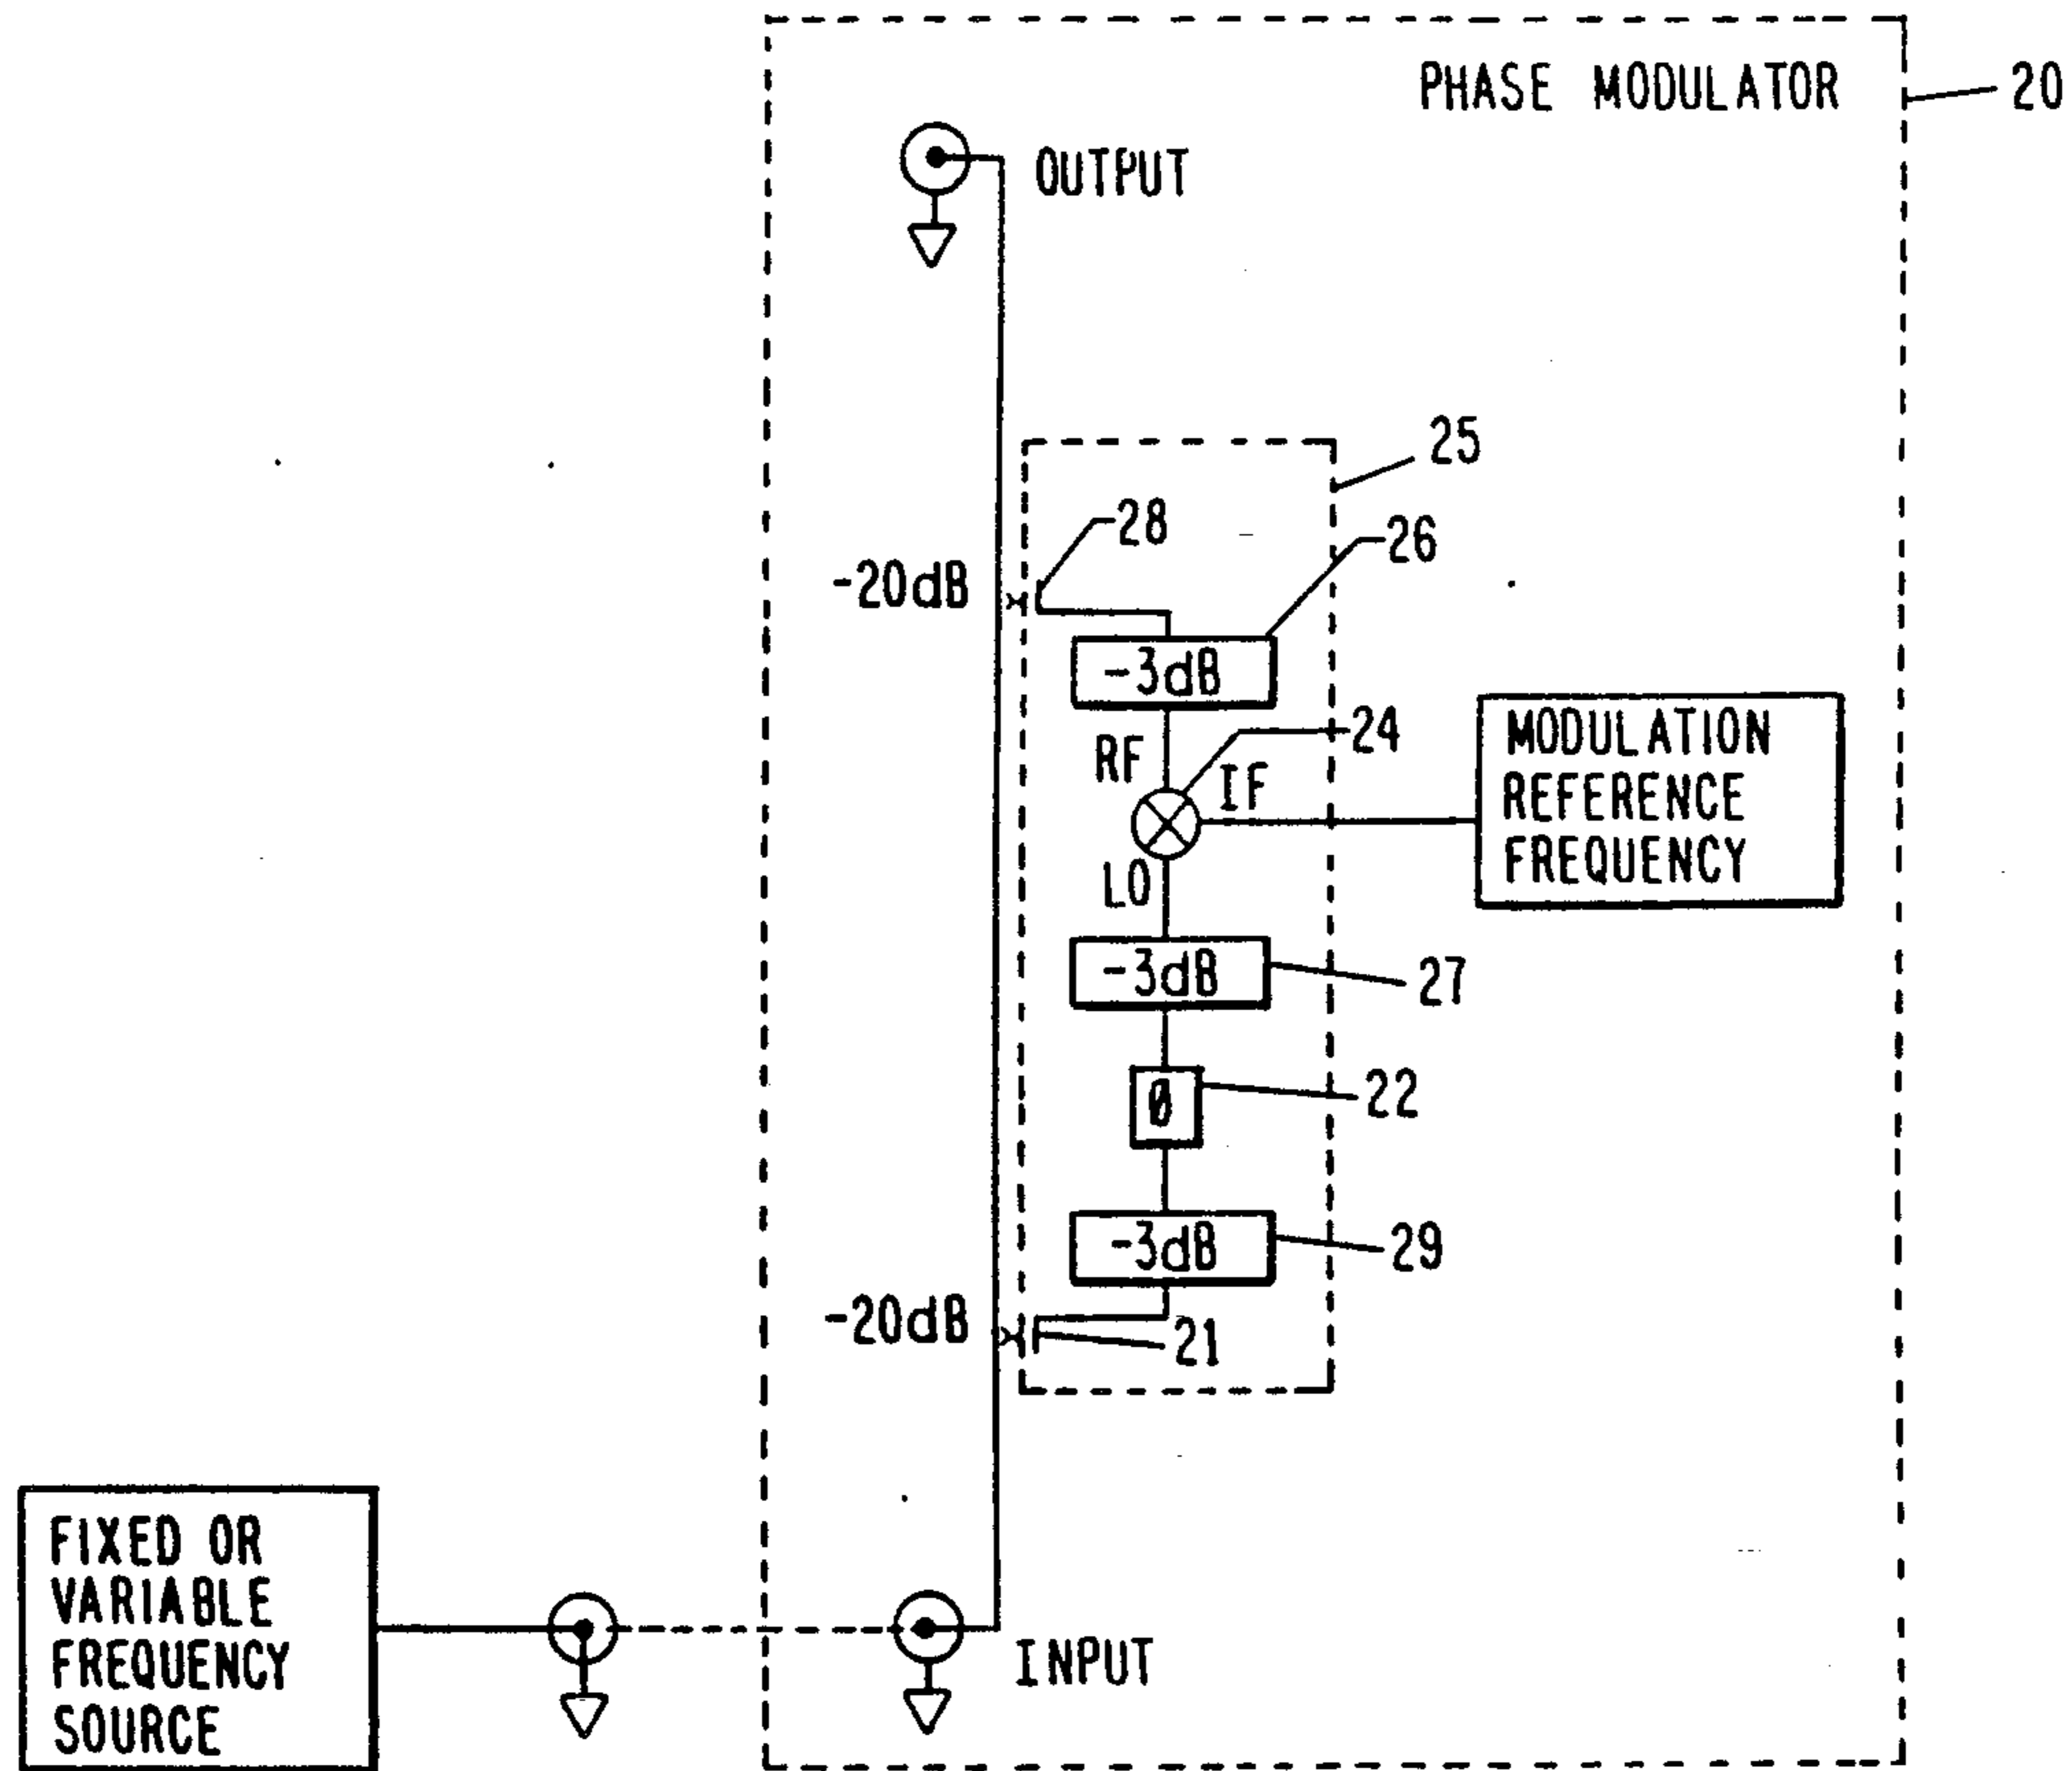 PHASE MODULATOR
20
OUTPUT
25
28
26
-20dB
-3dB
24
RF
IF
MODULATION
REFERENCE
FREQUENCY
LO
-3dB
27
Ø
22
-3dB
29
-20dB
21
FIXED OR
VARIABLE
FREQUENCY
SOURCE
INPUT